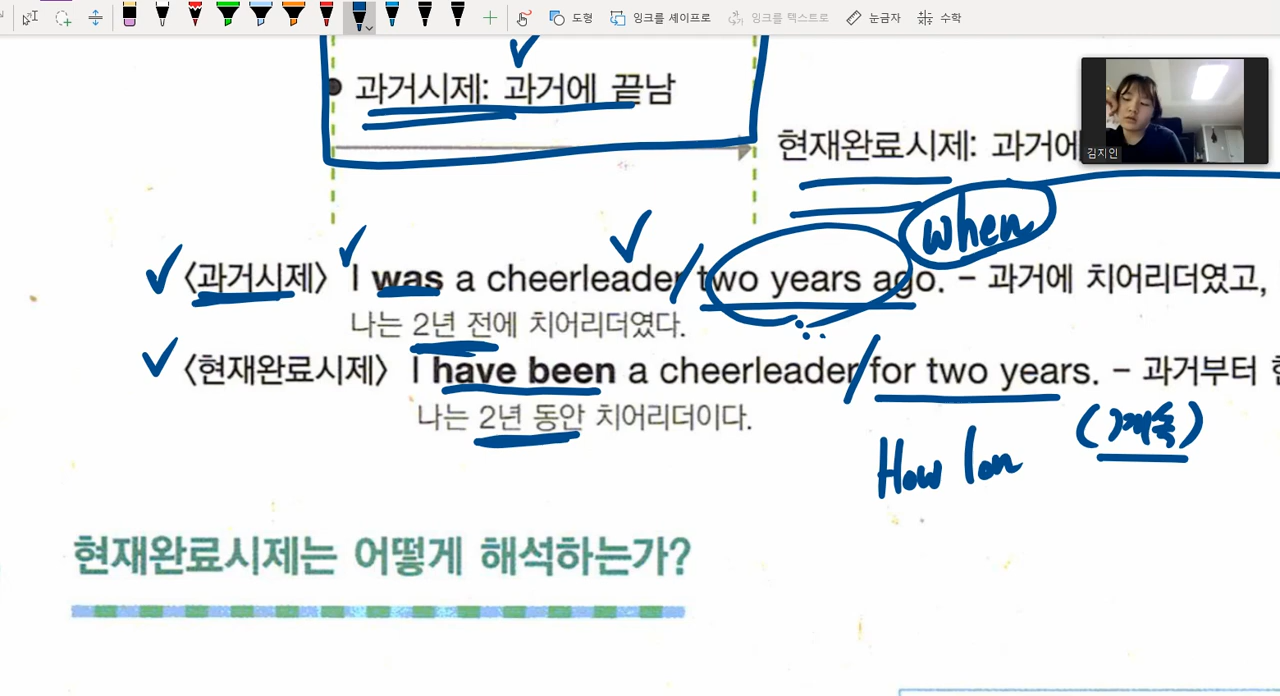 도형 잉크를 셰이프로 잉크를 텍스트로 눈금자 수학
과거시제: 과거에 끝남
현재완료시제: 과거에
김지인
when
〈과거시제〉 I was a cheerleader two years ago. – 과거에 치어리더였고,
나는 2년 전에 치어리더였다.
〈현재완료시제〉 I have been a cheerleader for two years. – 과거부터
나는 2년 동안 치어리더이다.
(계속)
How lon
현재완료시제는 어떻게 해석하는가?